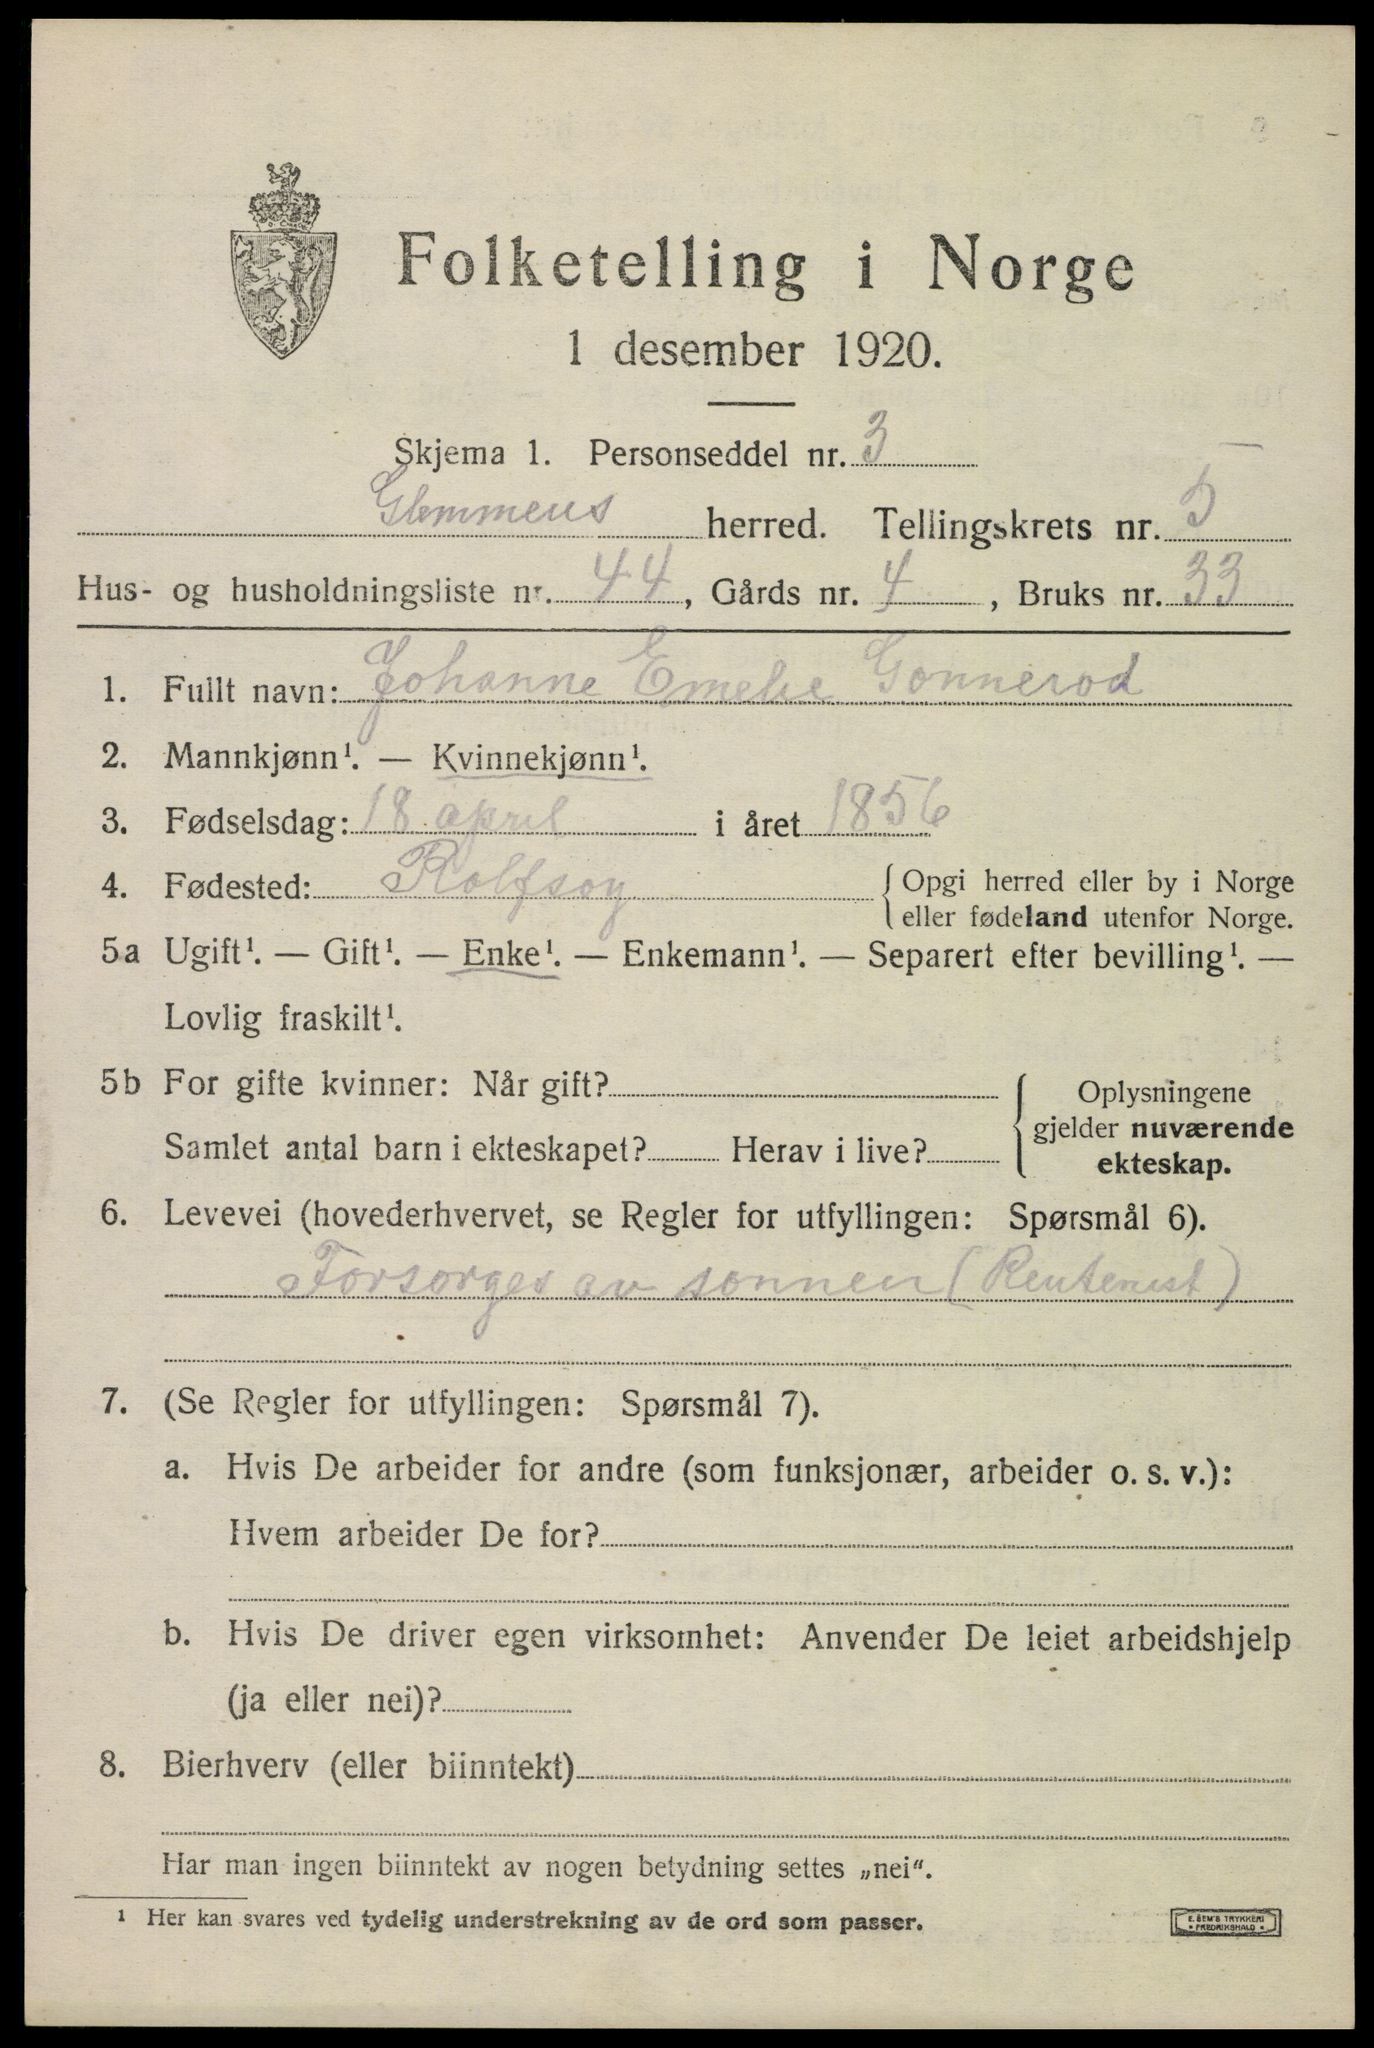 Folketelling i Norge
1 desember 1920.
Skjema 1. Personseddel nr. 3
Glemmens herred. Tellingskrets nr. 5
Hus- og husholdningsliste nr. 44, Gårds nr. 4, Bruks nr. 33
1. Fullt navn: Johanne Emelie Gonnerod
2. Mannkjønn¹. — Kvinnekjønn¹.
3. Fødselsdag: 18 april i året 1856
4. Fødested: Rolfsoy { Opgi herred eller by i Norge
eller fødeland utenfor Norge.
5a Ugift¹. — Gift¹. — Enke¹. — Enkemann¹. — Separert efter bevilling¹. —
Lovlig fraskilt¹.
5b For gifte kvinner: Når gift? { Oplysningene
gjelder nuværende
Samlet antal barn i ekteskapet? Herav i live? ekteskap.
6. Levevei (hovederhvervet, se Regler for utfyllingen: Spørsmål 6).
Forsorges av sonnen (Rentenist)
7. (Se Regler for utfyllingen: Spørsmål 7).
a. Hvis De arbeider for andre (som funksjonær, arbeider o. s. v.):
Hvem arbeider De for?
b. Hvis De driver egen virksomhet: Anvender De leiet arbeidshjelp
(ja eller nei)?
8. Bierhverv (eller biinntekt)
Har man ingen biinntekt av nogen betydning settes „nei“.
¹ Her kan svares ved tydelig understrekning av de ord som passer.
E. SEM'S TRYKKERI
• FREDRIKSHALD •